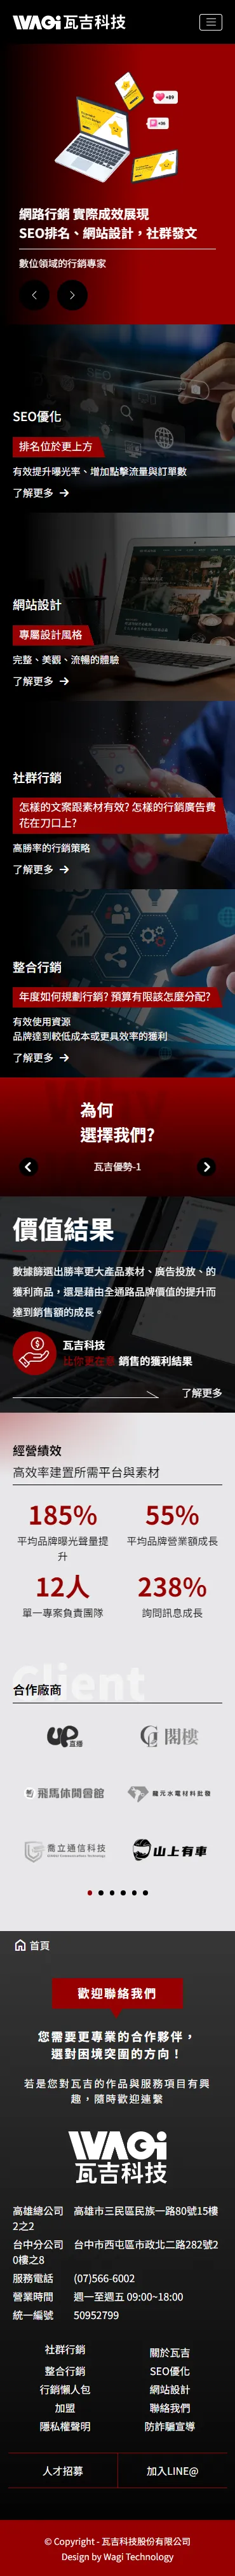 WAGi 瓦吉科技
+89
+36
網路行銷 實際成效展現
SEO排名、網站設計，社群發文
數位領域的行銷專家
SEO優化
排名位於更上方
有效提升曝光率、增加點擊流量與訂單數
了解更多 →
網站設計
專屬設計風格
完整、美觀、流暢的體驗
了解更多 →
社群行銷
怎樣的文案跟素材有效? 怎樣的行銷廣告費
花在刀口上?
高勝率的行銷策略
了解更多 →
整合行銷
年度如何規劃行銷? 預算有限該怎麼分配?
有效使用資源
品牌達到較低成本或更具效率的獲利
了解更多 →
為何
選擇我們?
瓦吉優勢-1
價值結果
數據篩選出勝率更大產品素材、廣告投放、的
獲利商機，還是藉由全通路品牌價值的提升而
達到銷售額的成長。
瓦吉科技
比你更在乎 銷售的獲利結果
了解更多
經營績效
高效率建置所需平台與素材
185% 55%
平均品牌曝光聲量提
升
平均品牌營業額成長
12人 238%
單一專案負責團隊 詢問訊息成長
Client
合作廠商
UP直播 閣樓
飛馬休閒會館 龍元水電材料批發
喬立通信科技 山上有車
首頁
歡迎聯絡我們
您需要更專業的合作夥伴，
選對困境突圍的方向！
若是您對瓦吉的作品與服務項目有興
趣，隨時歡迎連繫
WAGi
瓦吉科技
高雄總公司 高雄市三民區民族一路80號15樓
2之2
台中分公司 台中市西屯區市政北二路282號2
0樓之8
服務電話 (07)566-6002
營業時間 週一至週五 09:00~18:00
統一編號 50952799
社群行銷 關於瓦吉
整合行銷 SEO優化
行銷懶人包 網站設計
加盟 聯絡我們
隱私權聲明 防詐騙宣導
人才招募 加入LINE@
© Copyright - 瓦吉科技股份有限公司
Design by Wagi Technology